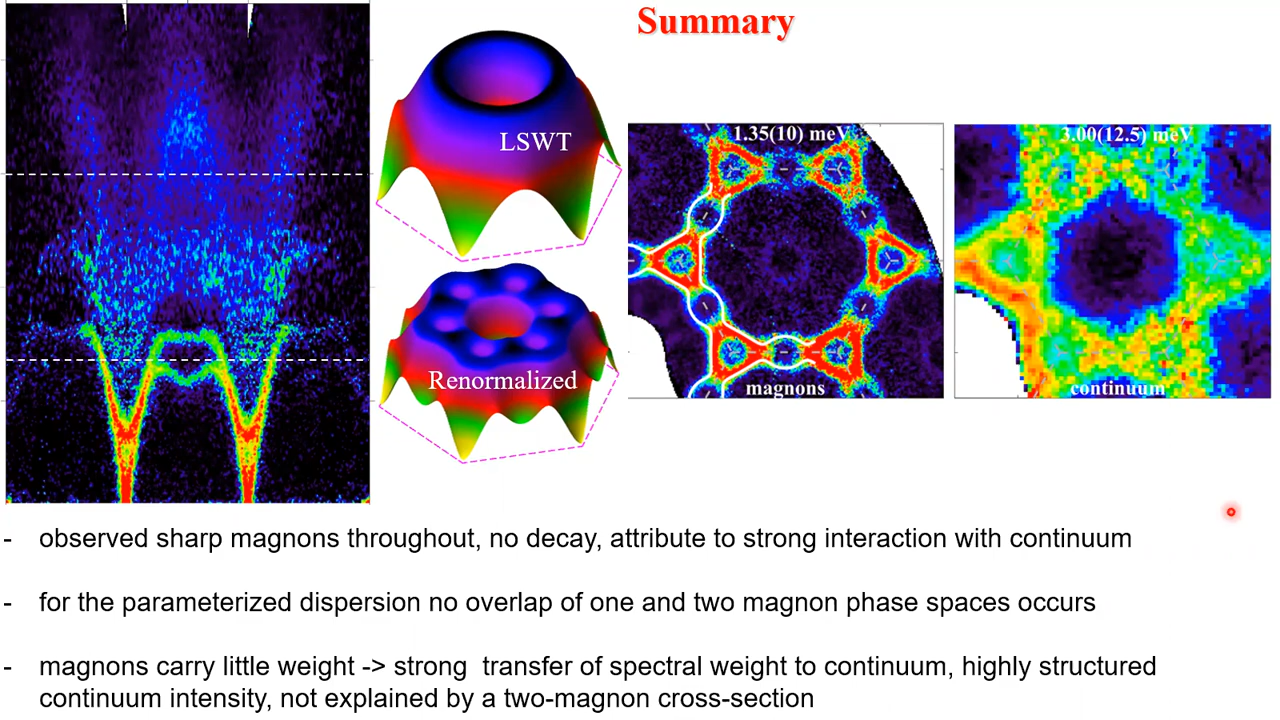 Summary
LSWT
Renormalized
1.35(10) meV
magnons
3.00(12.5) meV
continuum
- observed sharp magnons throughout, no decay, attribute to strong interaction with continuum
- for the parameterized dispersion no overlap of one and two magnon phase spaces occurs
- magnons carry little weight -> strong transfer of spectral weight to continuum, highly structured
continuum intensity, not explained by a two-magnon cross-section